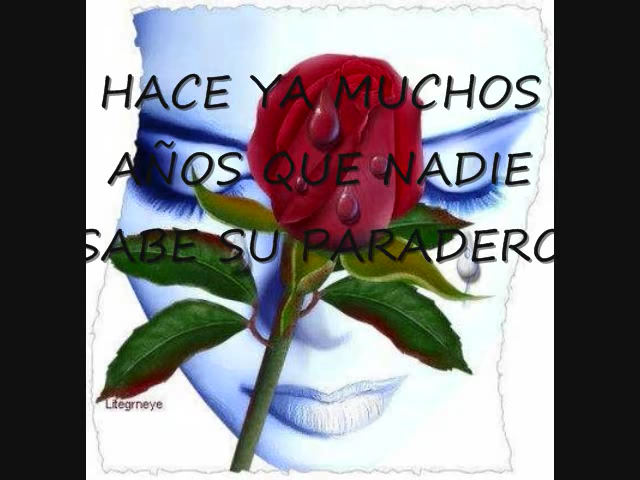 HACE YA MUCHOS
AÑOS QUE NADIE
SABE SU PARADERO
Litegrneye